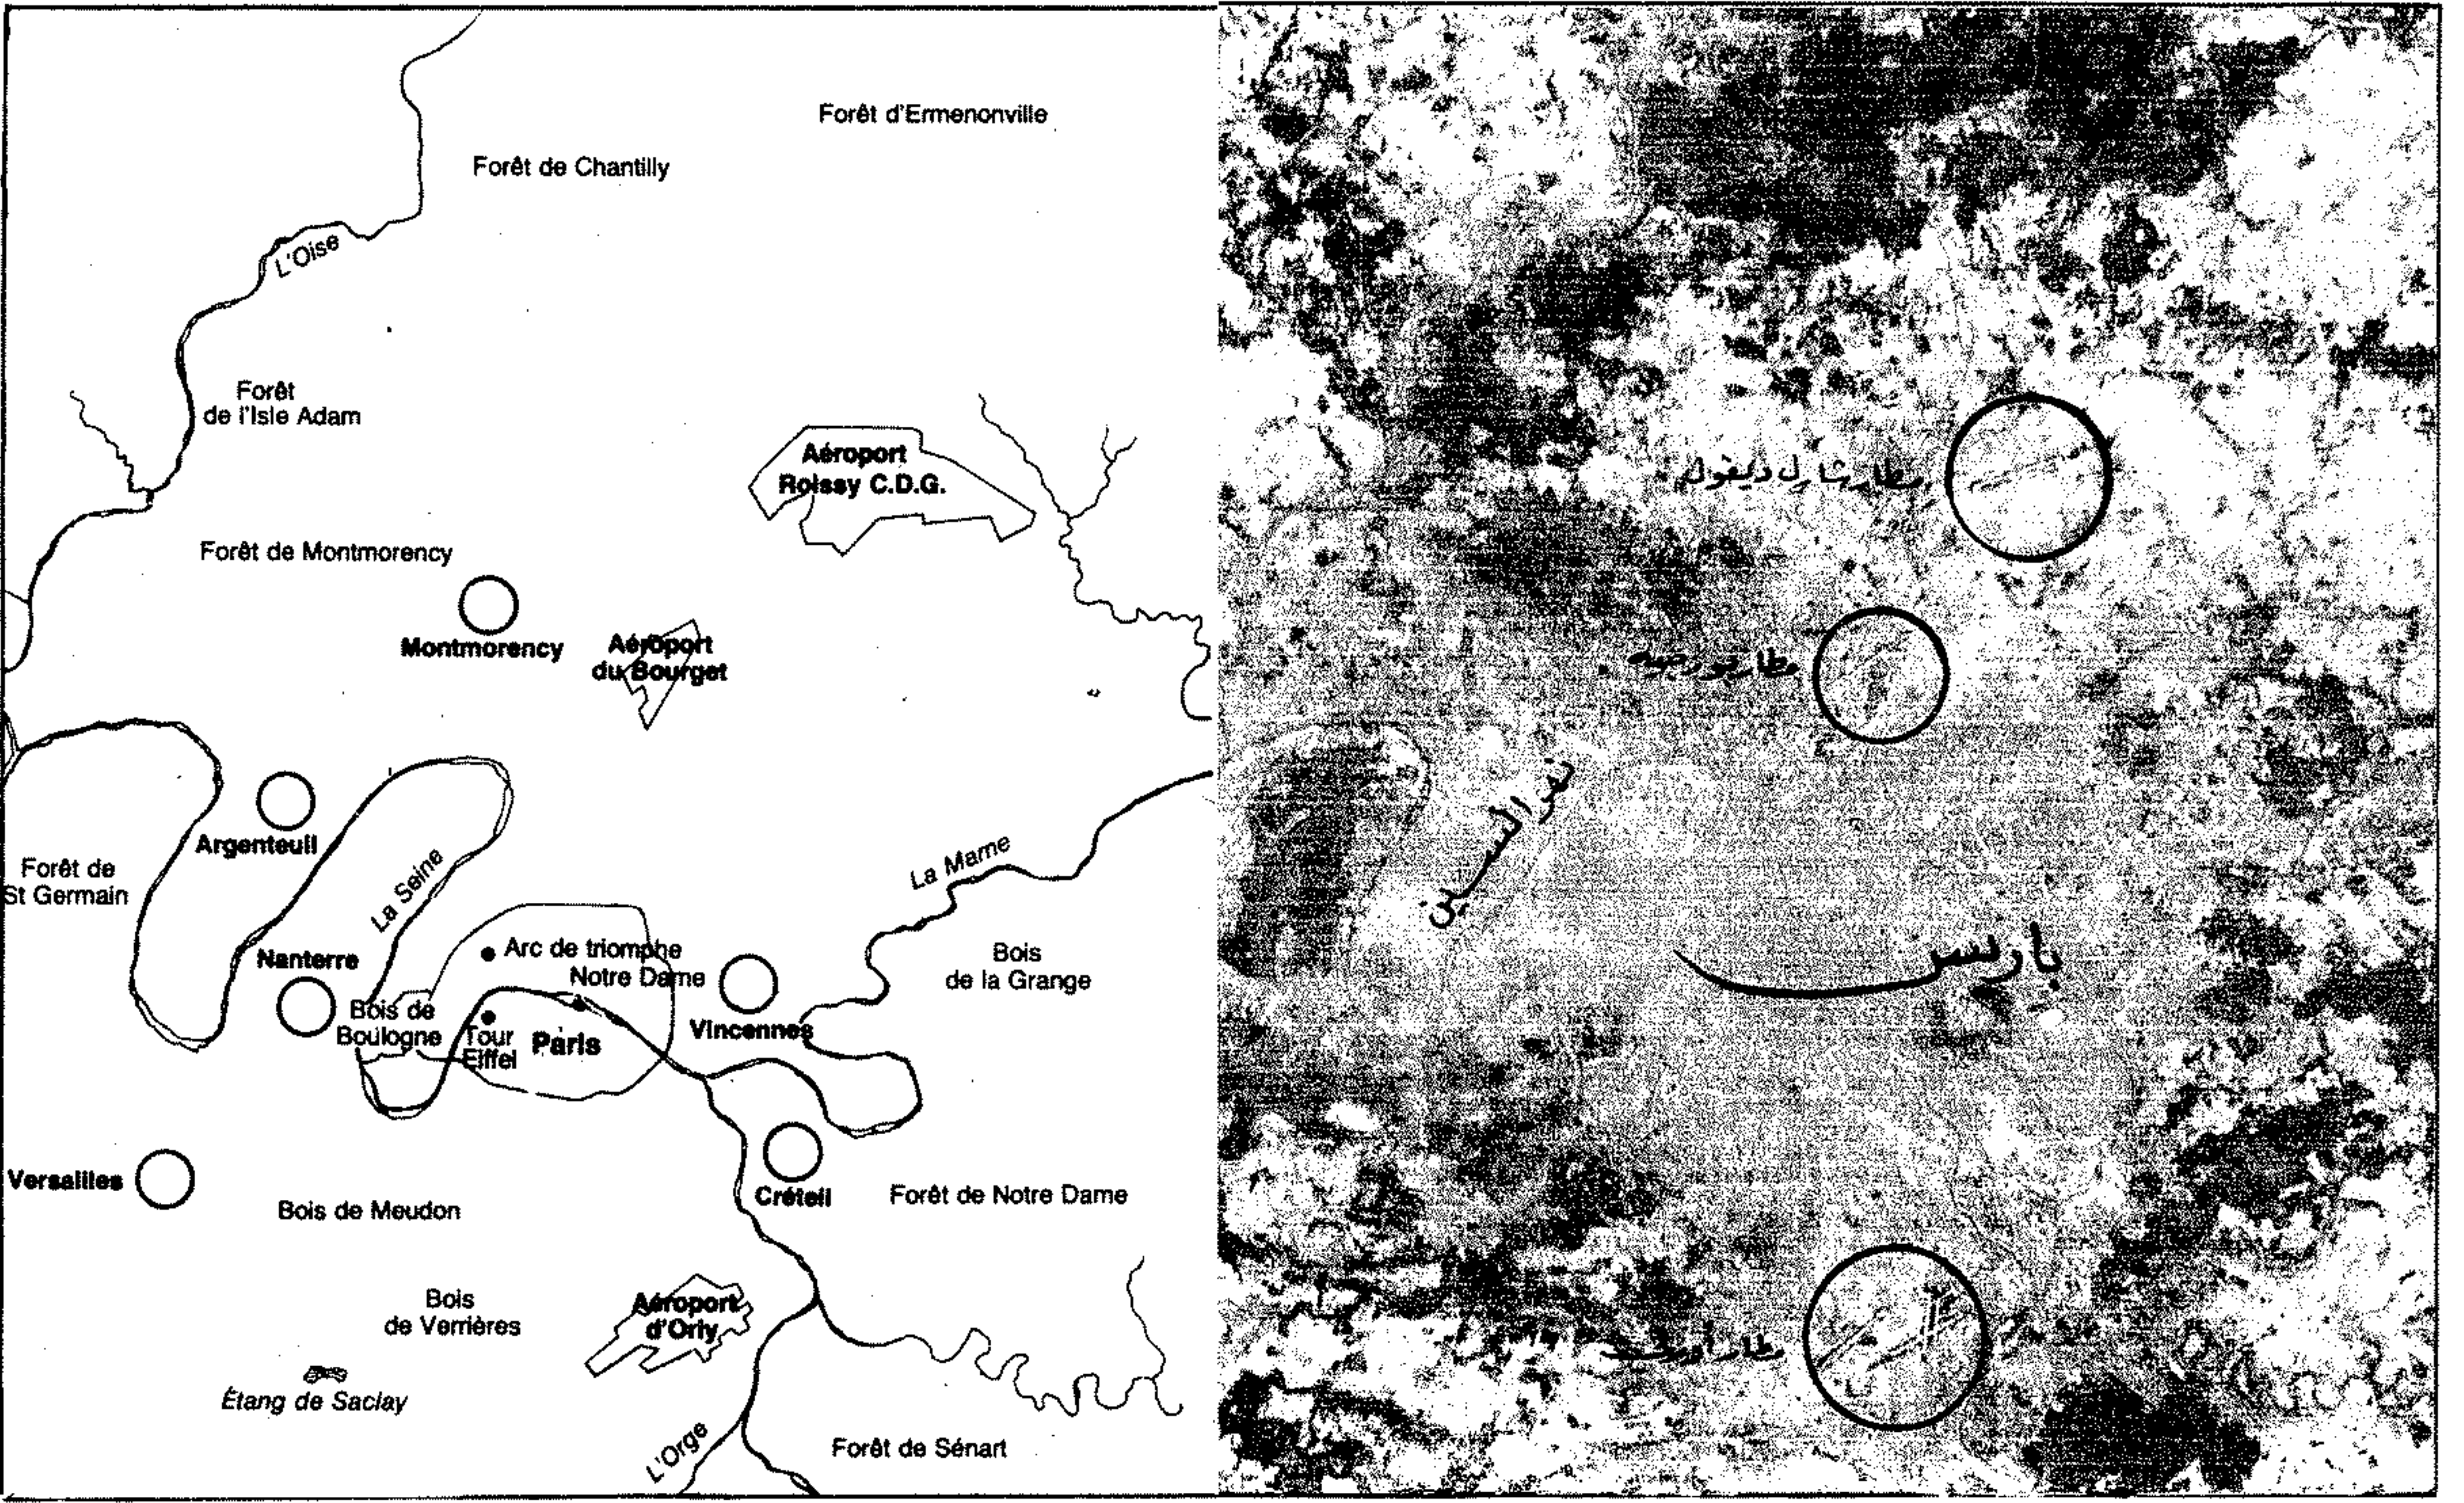 Forêt d'Ermenonville
Forêt de Chantilly
L'Oise
Forêt
de l'Isle Adam
Aéroport
Roissy C.D.G.
Forêt de Montmorency
Montmorency
Aéroport
du Bourget
Argenteuil
Forêt de
St Germain
La Seine
La Marne
Nanterre
Arc de triomphe
Notre Dame
Bois
de la Grange
Bois de
Boulogne
Tour
Eiffel
Paris
Vincennes
Versailles
Créteil
Forêt de Notre Dame
Bois de Meudon
Bois
de Verrières
Aéroport
d'Orly
Étang de Saclay
L'Orge
Forêt de Sénart
مطار شارل ديغول
مطار
نهر السين
باريس
مطار أورلي